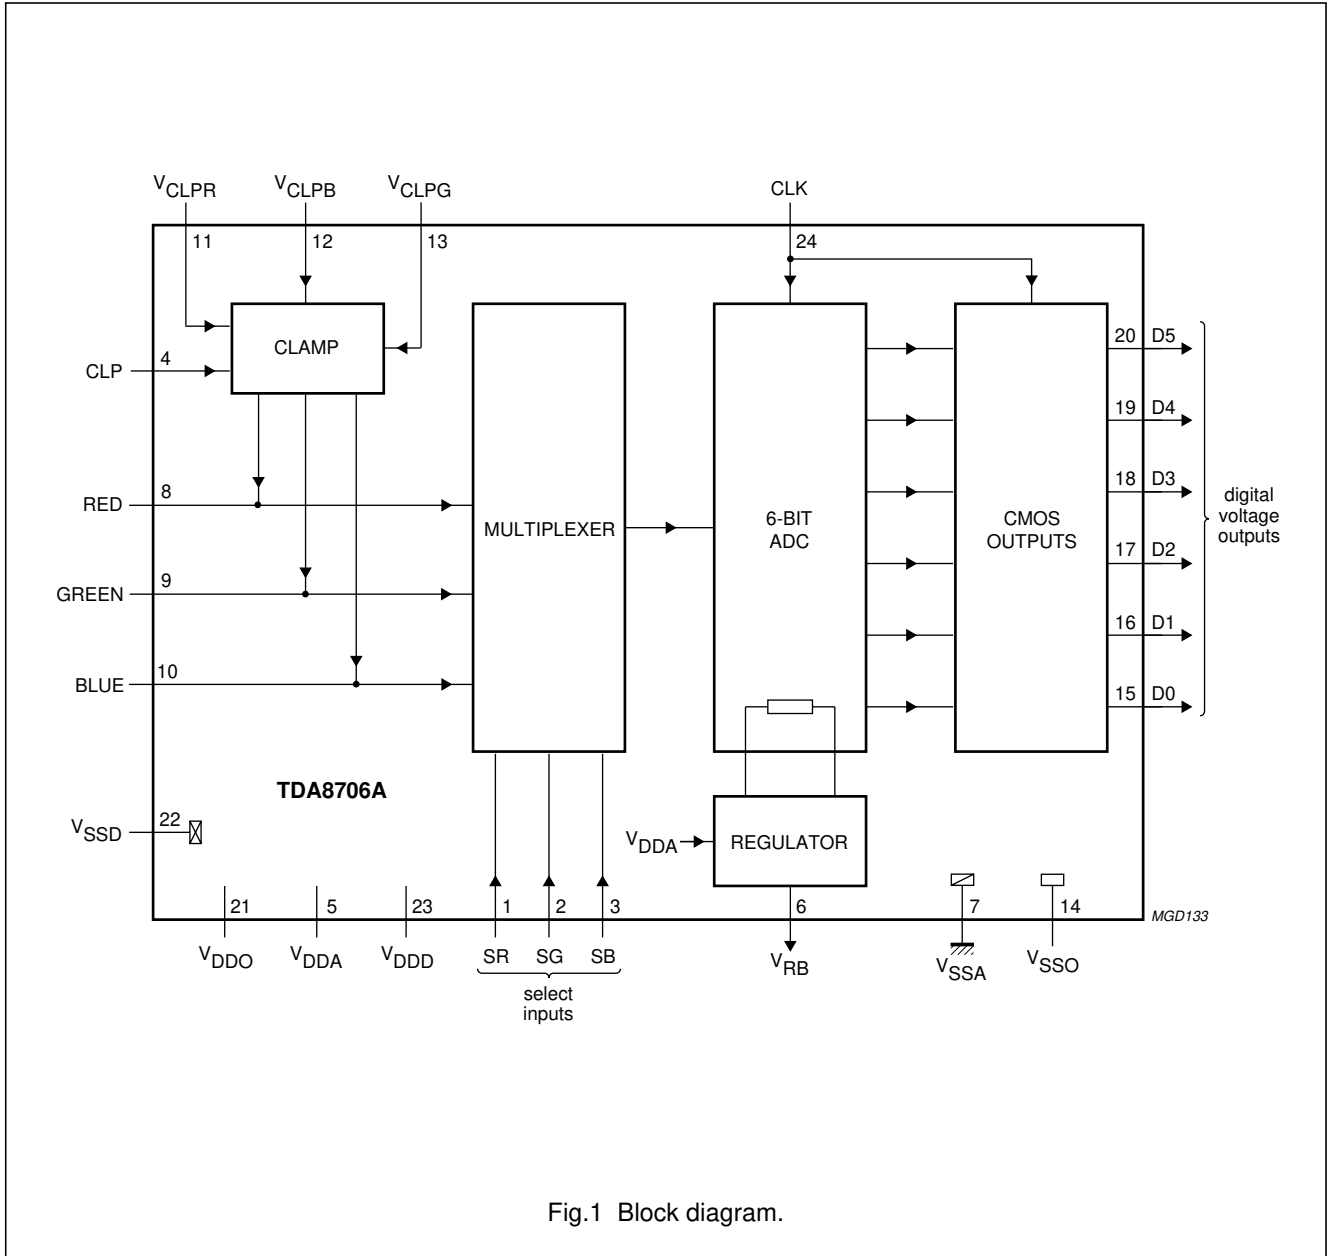 VCLPR VCLPB VCLPG CLK
11 12 13 24
CLAMP
CLP 4
20 D5
19 D4
RED 8
18 D3
MULTIPLEXER
6-BIT
ADC
CMOS
OUTPUTS
digital
voltage
outputs
17 D2
GREEN 9
16 D1
BLUE 10
15 D0
TDA8706A
VSSD 22
VDDA REGULATOR
21 5 23 1 2 3 6 7 14
MGD133
VDDO VDDA VDDD SR SG SB VRB VSSA VSSO
select
inputs
Fig.1 Block diagram.